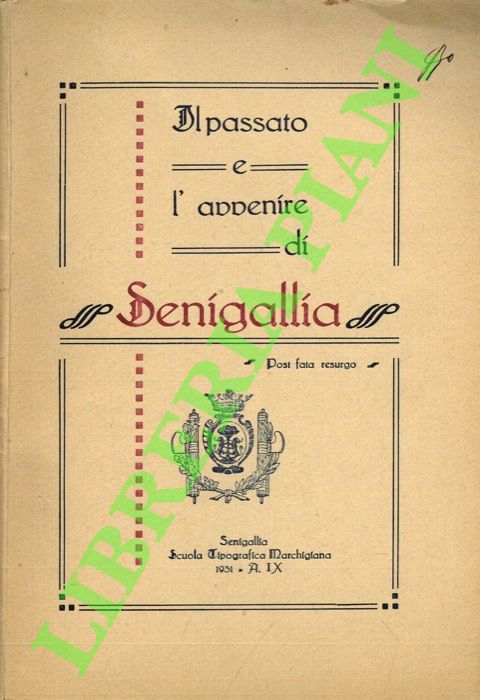 Il passato
e
l' avvenire
di
Senigallia
Post fata resurgo
Senigallia
Scuola Tipografica Marchigiana
1931 - A. IX
LIBRERIA PIANI